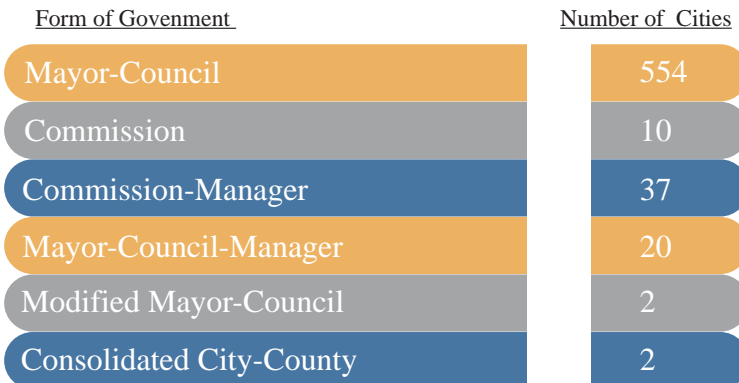 Form of Govenment Number of Cities
Mayor-Council 554
Commission 10
Commission-Manager 37
Mayor-Council-Manager 20
Modified Mayor-Council 2
Consolidated City-County 2